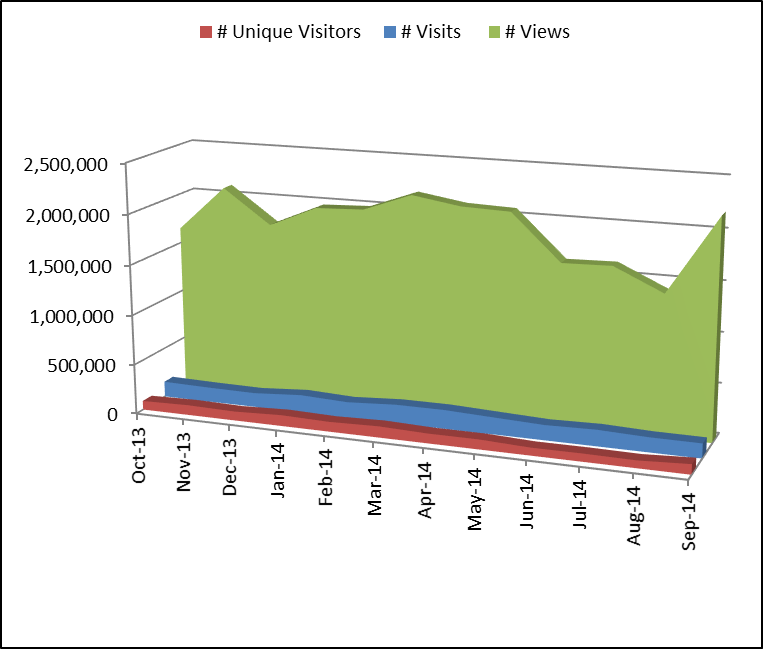 # Unique Visitors # Visits # Views
2,500,000
2,000,000
1,500,000
1,000,000
500,000
0
Oct-13
Nov-13
Dec-13
Jan-14
Feb-14
Mar-14
Apr-14
May-14
Jun-14
Jul-14
Aug-14
Sep-14